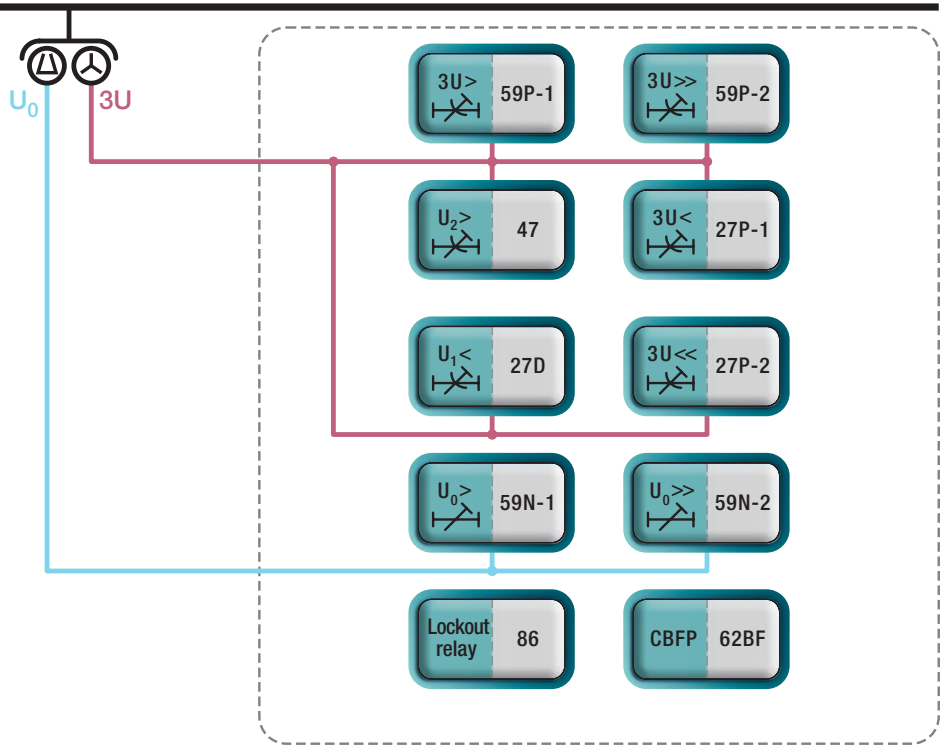 U0
3U
3U>
59P-1
3U>>
59P-2
U2>
47
3U<
27P-1
U1<
27D
3U<<
27P-2
U0>
59N-1
U0>>
59N-2
Lockout
relay
86
CBFP
62BF